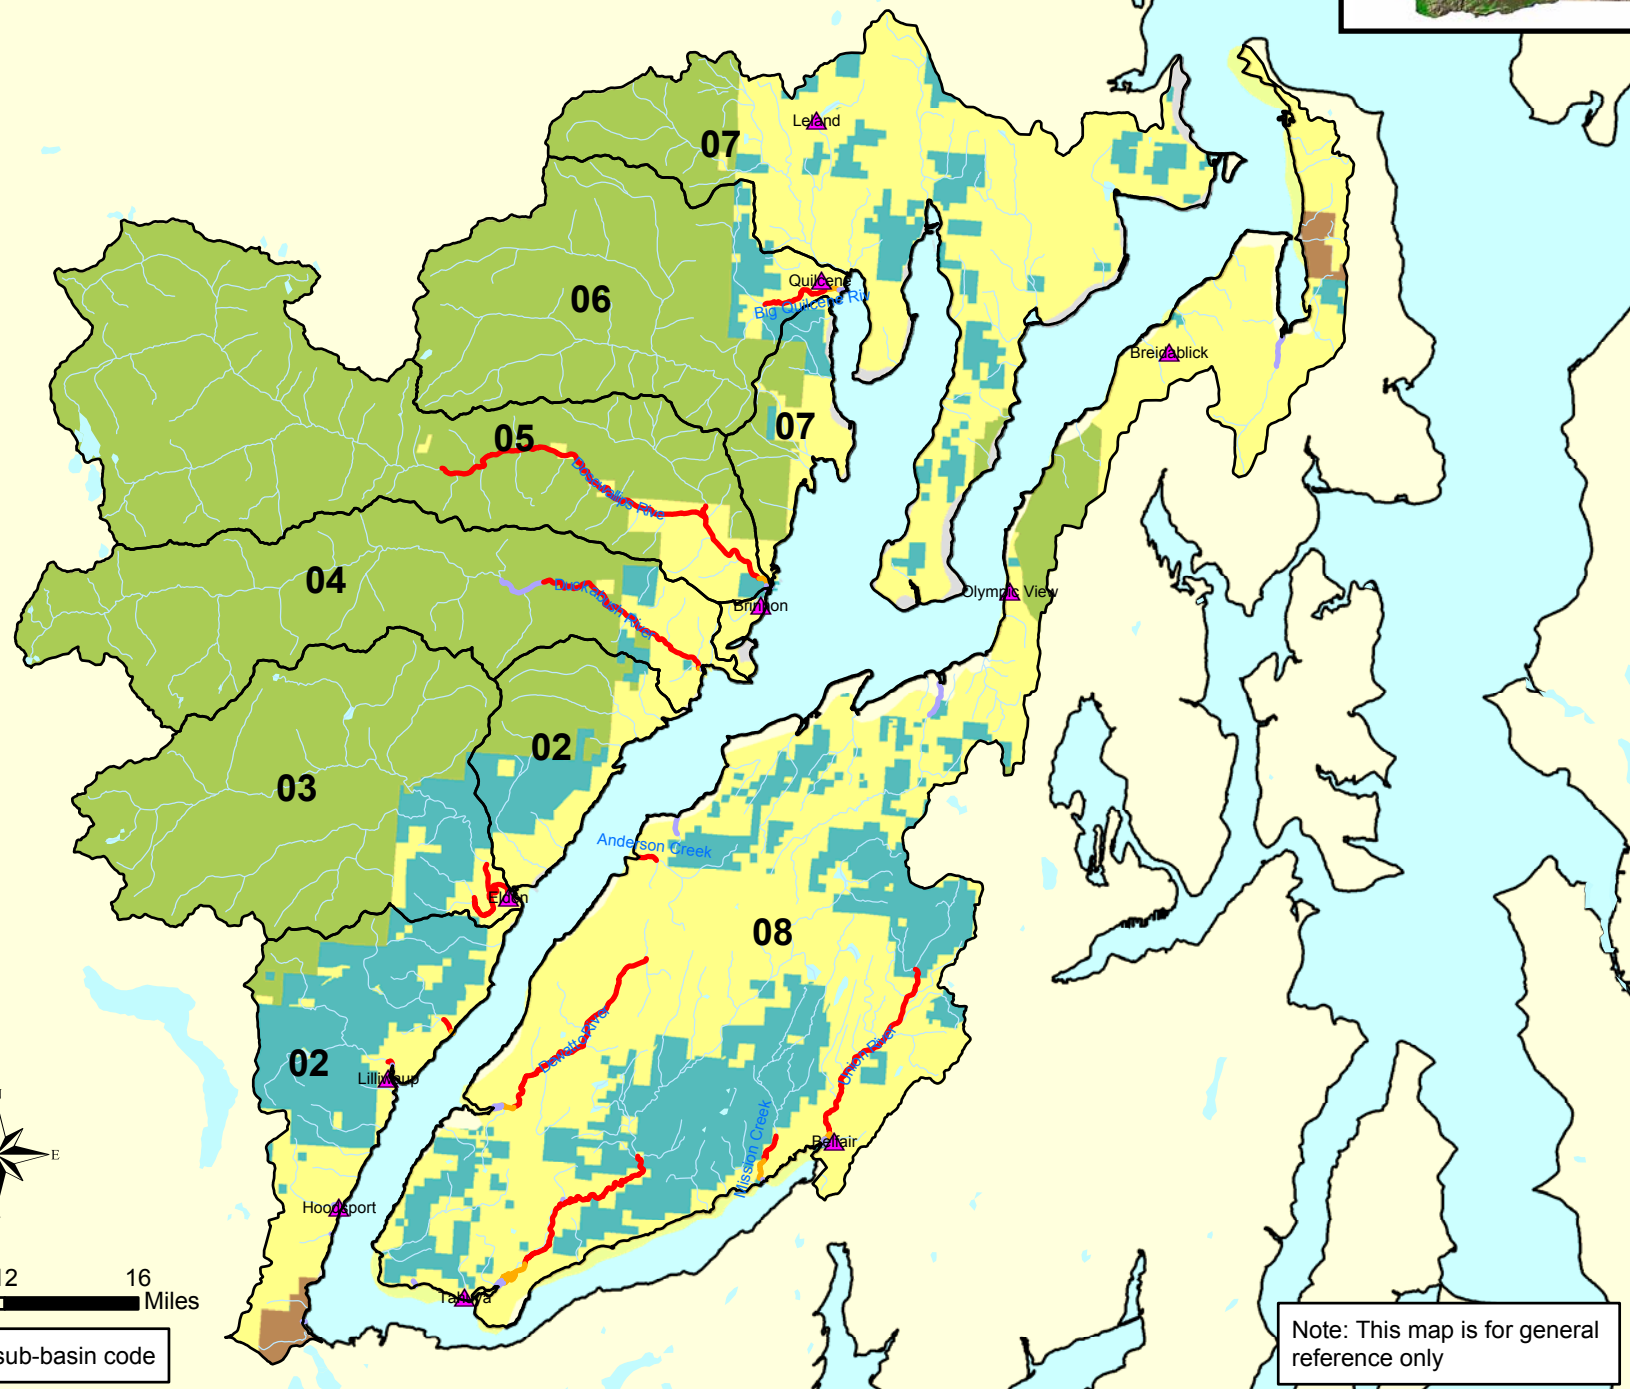 07
Leland
06
Quilcene
Big Quilcene Riv
Breidablick
05
07
Dosewallips Rive
04
Duckabush River
Brinnon
Olympic View
02
03
Anderson Creek
Eldon
08
02
Lilliwaup
Union River
Mission Creek
Belfair
E
Hoodsport
12 16
Miles
Tahuya
sub-basin code
Note: This map is for general
reference only